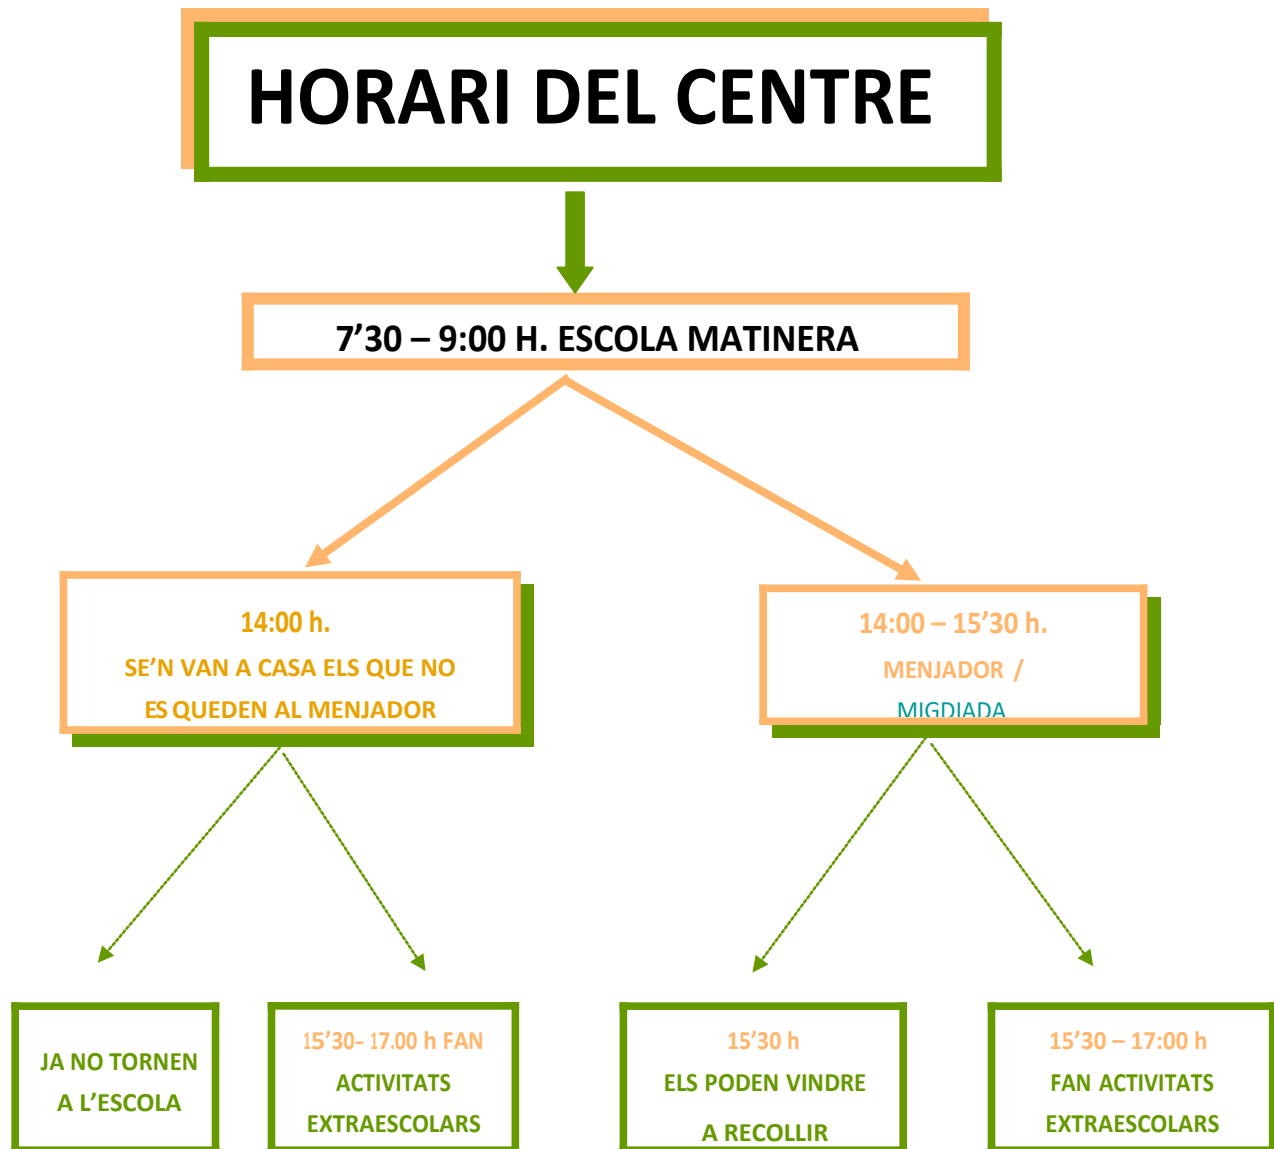 HORARI DEL CENTRE
7’30 – 9:00 H. ESCOLA MATINERA
14:00 h.
SE’N VAN A CASA ELS QUE NO
ES QUEDEN AL MENJADOR
14:00 – 15’30 h.
MENJADOR /
MIGDIADA
JA NO TORNEN
A L’ESCOLA
15’30– 17.00 h FAN
ACTIVITATS
EXTRAESCOLARS
15’30 h
ELS PODEN VINDRE
A RECOLLIR
15’30 – 17:00 h
FAN ACTIVITATS
EXTRAESCOLARS